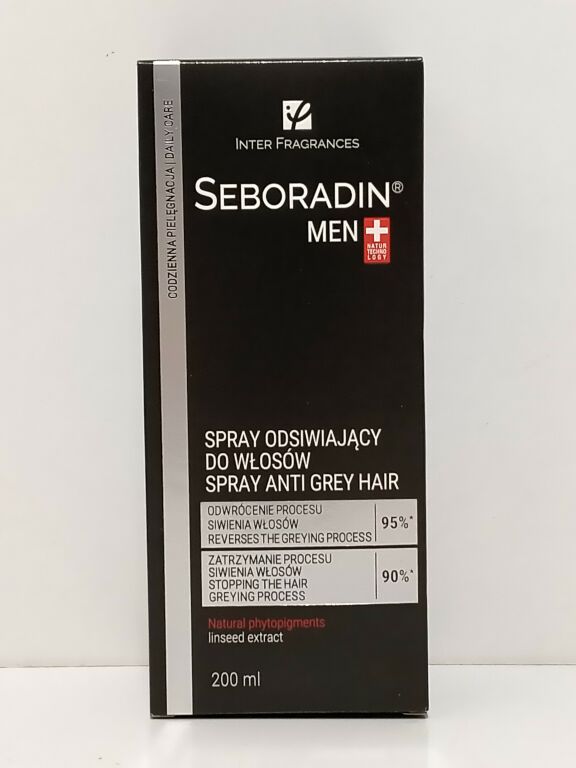 CODZIENNA PIELĘGNACJA | DAILY CARE
INTER FRAGRANCES
SEBORADIN®
MEN
NATUR
TECHNO
LOGY
SPRAY ODSIWIAJĄCY
DO WŁOSÓW
SPRAY ANTI GREY HAIR
ODWRÓCENIE PROCESU
SIWIENIA WŁOSÓW
REVERSES THE GREYING PROCESS
95%*
ZATRZYMANIE PROCESU
SIWIENIA WŁOSÓW
STOPPING THE HAIR
GREYING PROCESS
90%*
Natural phytopigments
linseed extract
200 ml